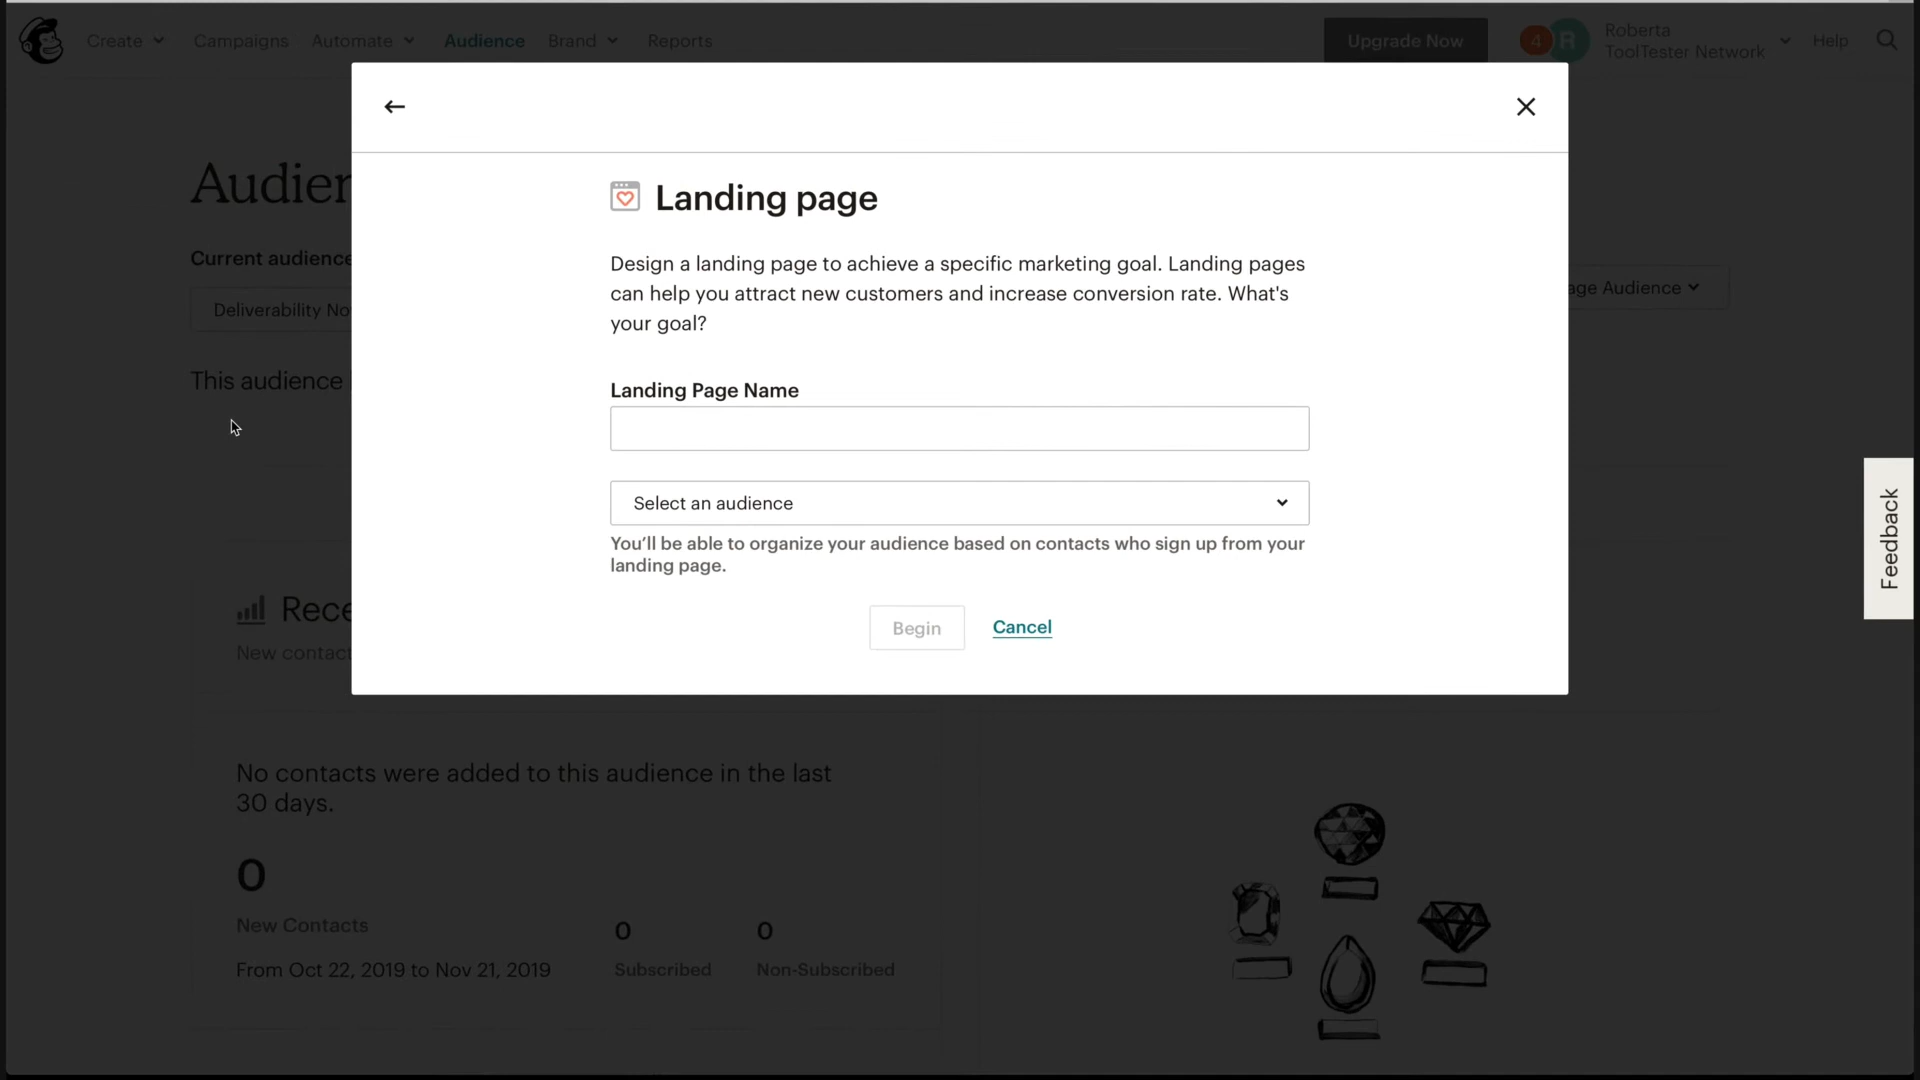 Create
Campaigns
Automate
Audience
Brand
Reports
Upgrade Now
4
R
Roberta
ToolTester Network
Help
Landing page
Design a landing page to achieve a specific marketing goal. Landing pages
can help you attract new customers and increase conversion rate. What's
your goal?
Landing Page Name
Select an audience
You'll be able to organize your audience based on contacts who sign up from your
landing page.
Begin
Cancel
Current audience
Deliverability
This audience
age Audience
Feedback
No contacts were added to this audience in the last
30 days.
0
New Contacts
From Oct 22, 2019 to Nov 21, 2019
0
Subscribed
0
Non-Subscribed